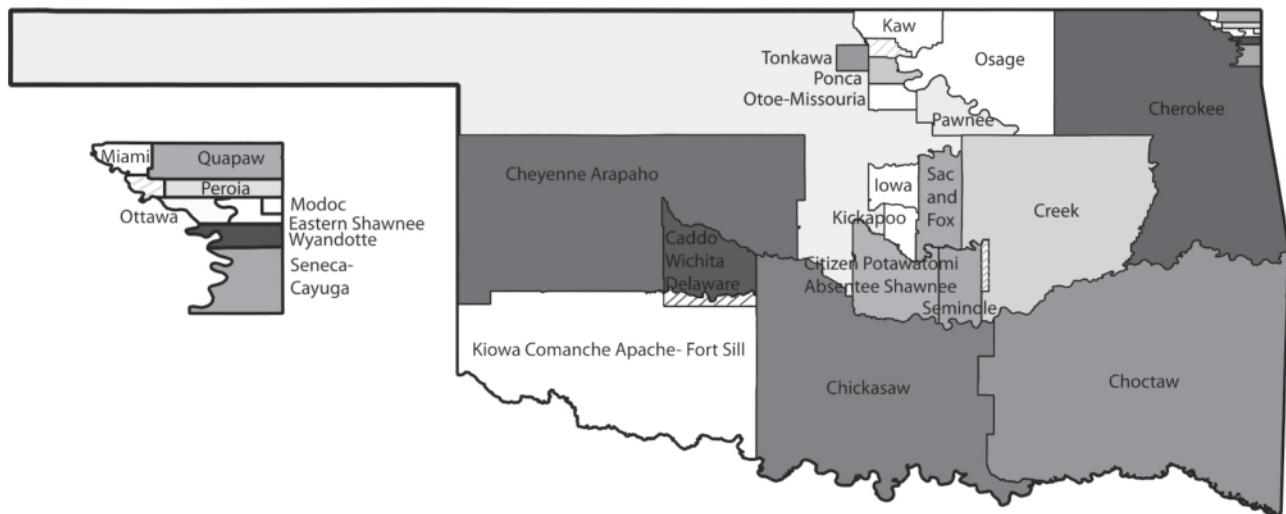 Kaw
Tonkawa
Osage
Ponca
Otoe-Missouria
Cherokee
Pawnee
Miami
Quapaw
Cheyenne Arapaho
Iowa
Sac
and
Fox
Peroia
Modoc
Creek
Ottawa
Eastern Shawnee
Kickapoo
Wyandotte
Caddo
Wichita
Delaware
Citizen Potawatomi
Absentee Shawnee
Seneca-
Cayuga
Seminole
Kiowa Comanche Apache- Fort Sill
Chickasaw
Choctaw